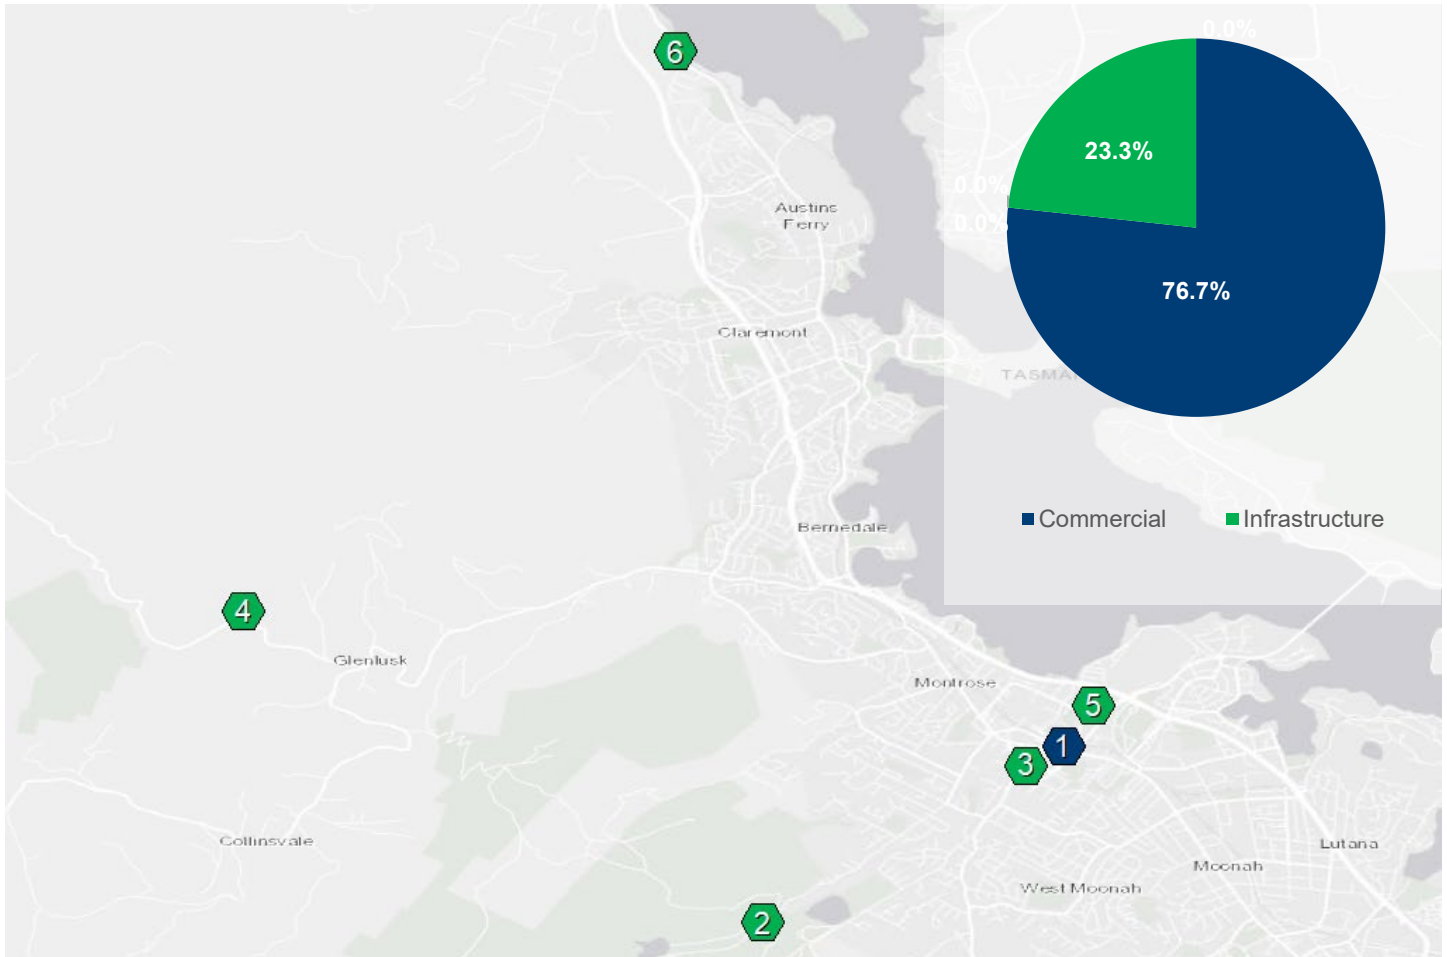 0.0%
6
23.3%
0.0%
Austins
Ferry
0.0%
76.7%
Claremont
TASMA
Commercial
Infrastructure
Berriedale
4
Glenlusk
Montrose
5
1
3
Collinsvale
Lutana
Moonah
West Moonah
2